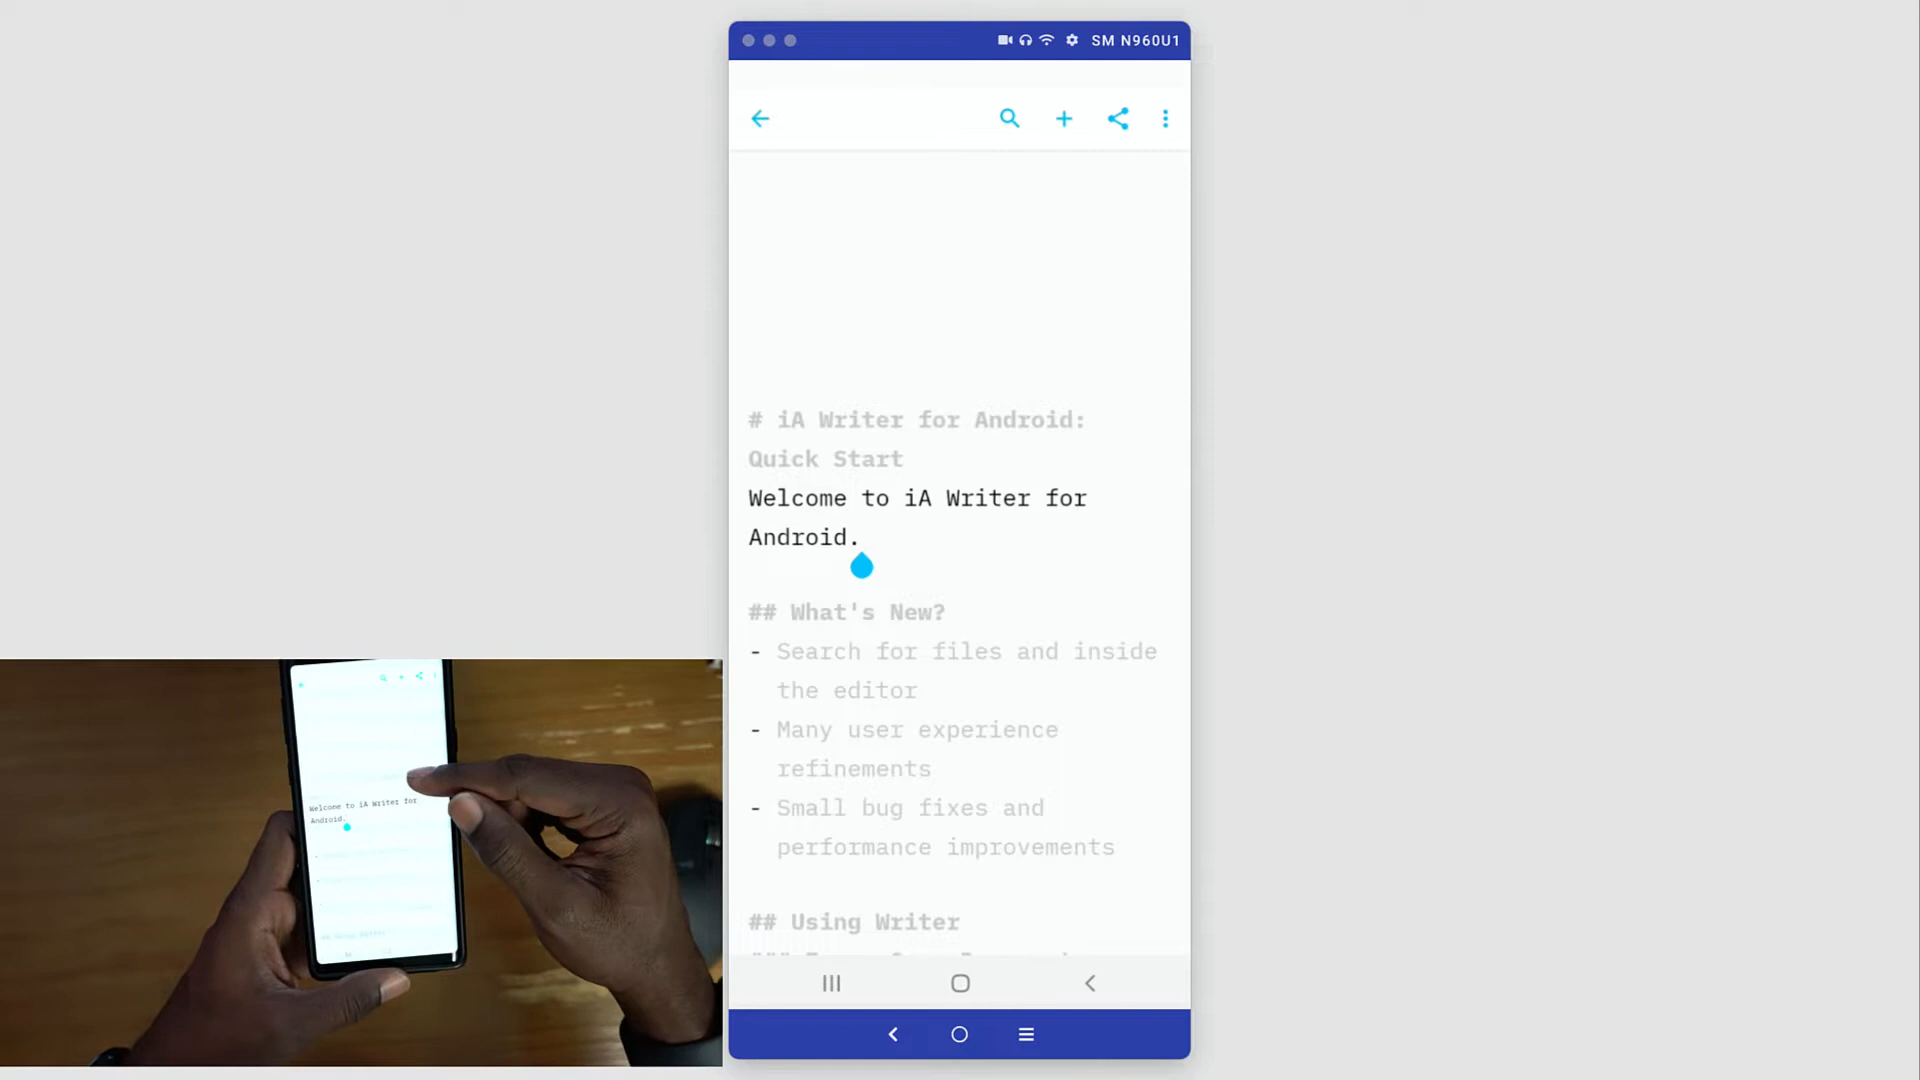 SM N960U1
# iA Writer for Android:
Quick Start
Welcome to iA Writer for
Android.
## What's New?
- Search for files and inside
the editor
- Many user experience
refinements
- Small bug fixes and
performance improvements
## Using Writer
Welcome to iA Writer for
Android.
## Using Writer